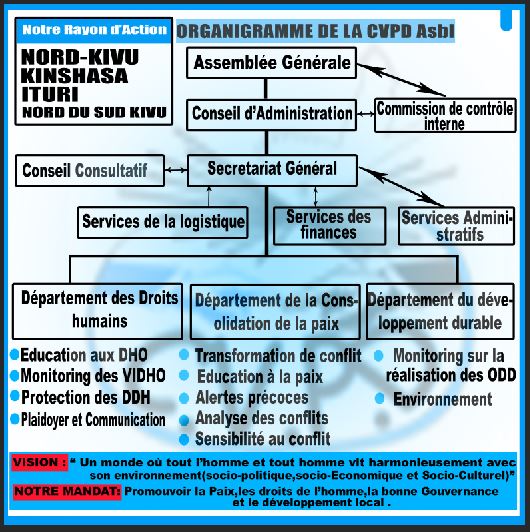 Notre Rayon d'Action
NORD-KIVU
KINSHASA
ITURI
NORD DU SUD KIVU
ORGANIGRAMME DE LA CVPD Asbl
Assemblée Générale
Conseil d'Administration
Commission de contrôle
interne
Conseil Consultatif
Secretariat Général
Services de la logistique
Services des
finances
Services Admini-
stratifs
Département des Droits
humains
Département de la Cons-
olidation de la paix
Département du déve-
loppement durable
Education aux DHO
Monitoring des VIDHO
Protection des DDH
Plaidoyer et Communication
Transformation de conflit
Education à la paix
Alertes précoces
Analyse des conflits
Sensibilité au conflit
Monitoring sur la
réalisation des ODD
Environnement
VISION : " Un monde où tout l'homme et tout homme vit harmonieusement avec
son environnement(socio-politique,socio-Economique et Socio-Culturel)"
NOTRE MANDAT: Promouvoir la Paix,les droits de l'homme,la bonne Gouvernance
et le développement local .